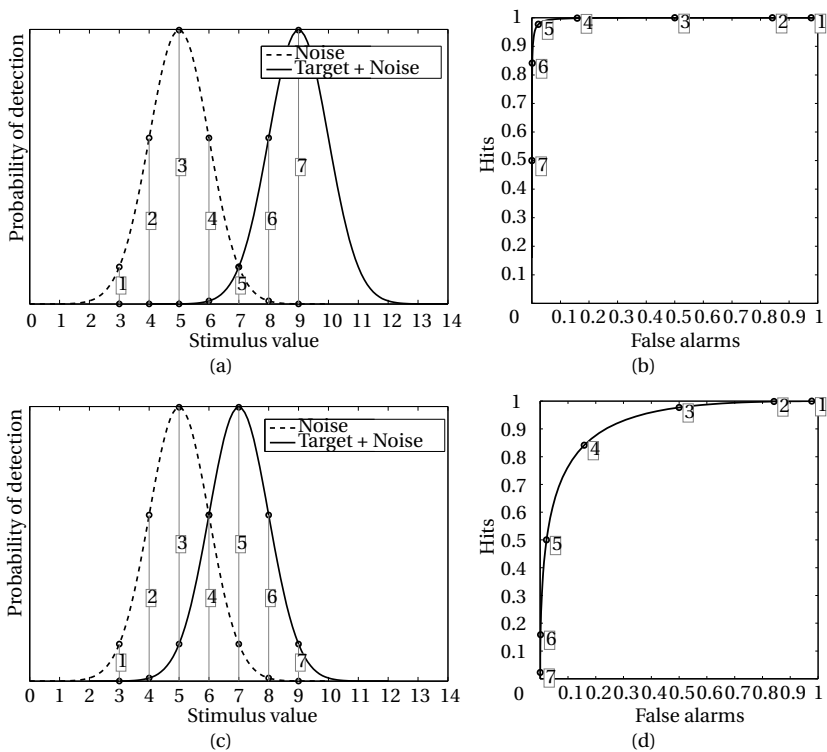 Probability of detection
Noise
Target + Noise
1
2
3
4
5
6
7
0 1 2 3 4 5 6 7 8 9 10 11 12 13 14
Stimulus value
(a)
Hits
1
0.9
0.8
0.7
0.6
0.5
0.4
0.3
0.2
0.1
0
5 4 3 2 1
6
7
0.1 0.2 0.3 0.4 0.5 0.6 0.7 0.8 0.9 1
False alarms
(b)
Probability of detection
Noise
Target + Noise
1
2
3
4
5
6
7
0 1 2 3 4 5 6 7 8 9 10 11 12 13 14
Stimulus value
(c)
Hits
1
0.9
0.8
0.7
0.6
0.5
0.4
0.3
0.2
0.1
0
3 2 1
4
5
6
7
0.1 0.2 0.3 0.4 0.5 0.6 0.7 0.8 0.9 1
False alarms
(d)